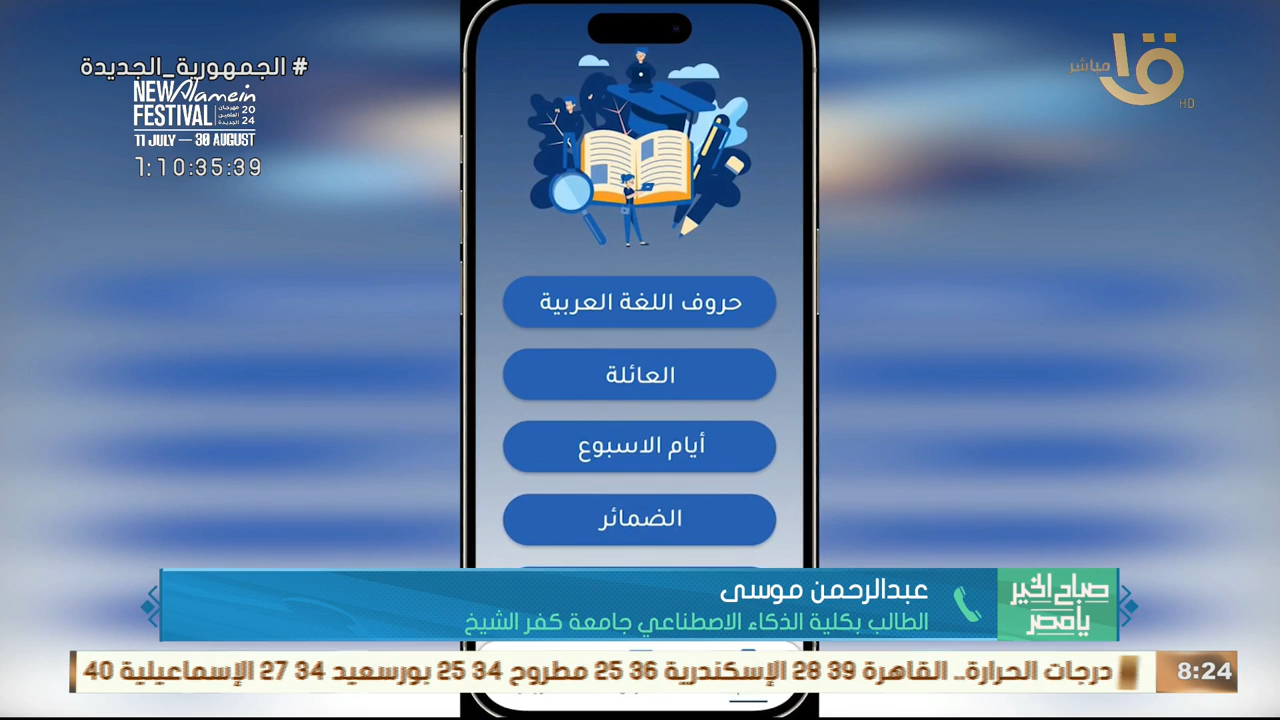 #الجمهورية_الجديدة
NEW Alamein
FESTIVAL
مهرجان العلمين الجديدة
2024
11 JULY — 30 AUGUST
1:10:35:39
مباشر
HD
حروف اللغة العربية
العائلة
أيام الاسبوع
الضمائر
صباح الخير يا مصر
عبدالرحمن موسى
الطالب بكلية الذكاء الاصطناعي جامعة كفر الشيخ
8:24
درجات الحرارة.. القاهرة 39 28 الإسكندرية 36 25 مطروح 34 25 بورسعيد 34 27 الإسماعيلية 40